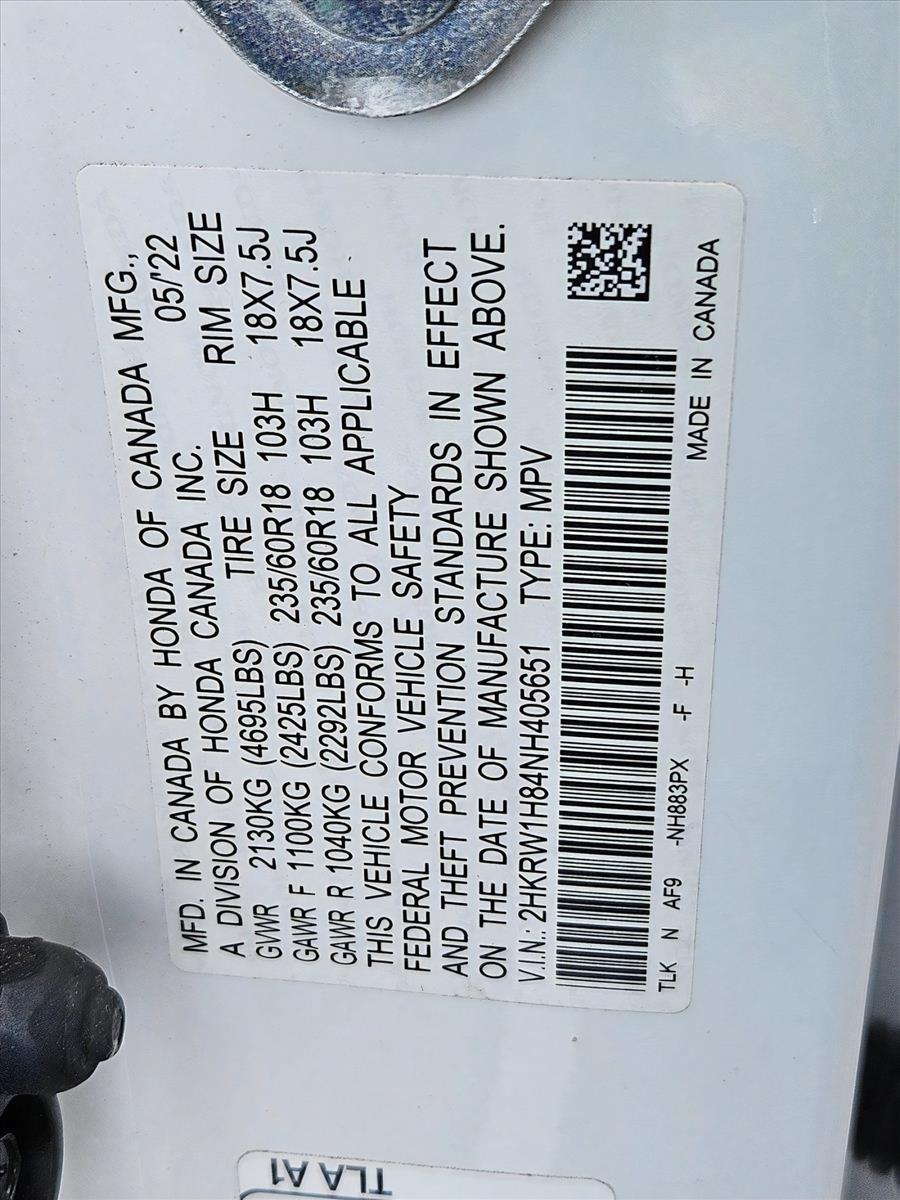 MFD. IN CANADA BY HONDA OF CANADA MFG.,
A DIVISION OF HONDA CANADA INC. 05/'22
GVWR 2130KG (4695LBS) TIRE SIZE RIM SIZE
GAWR F 1100KG (2425LBS) 235/60R18 103H 18X7.5J
GAWR R 1040KG (2292LBS) 235/60R18 103H 18X7.5J
THIS VEHICLE CONFORMS TO ALL APPLICABLE
FEDERAL MOTOR VEHICLE SAFETY
AND THEFT PREVENTION STANDARDS IN EFFECT
ON THE DATE OF MANUFACTURE SHOWN ABOVE.
V.I.N.: 2HKRW1H84NH405651 TYPE: MPV
TLK N AF9 -NH883PX -F -H MADE IN CANADA
TLA A1